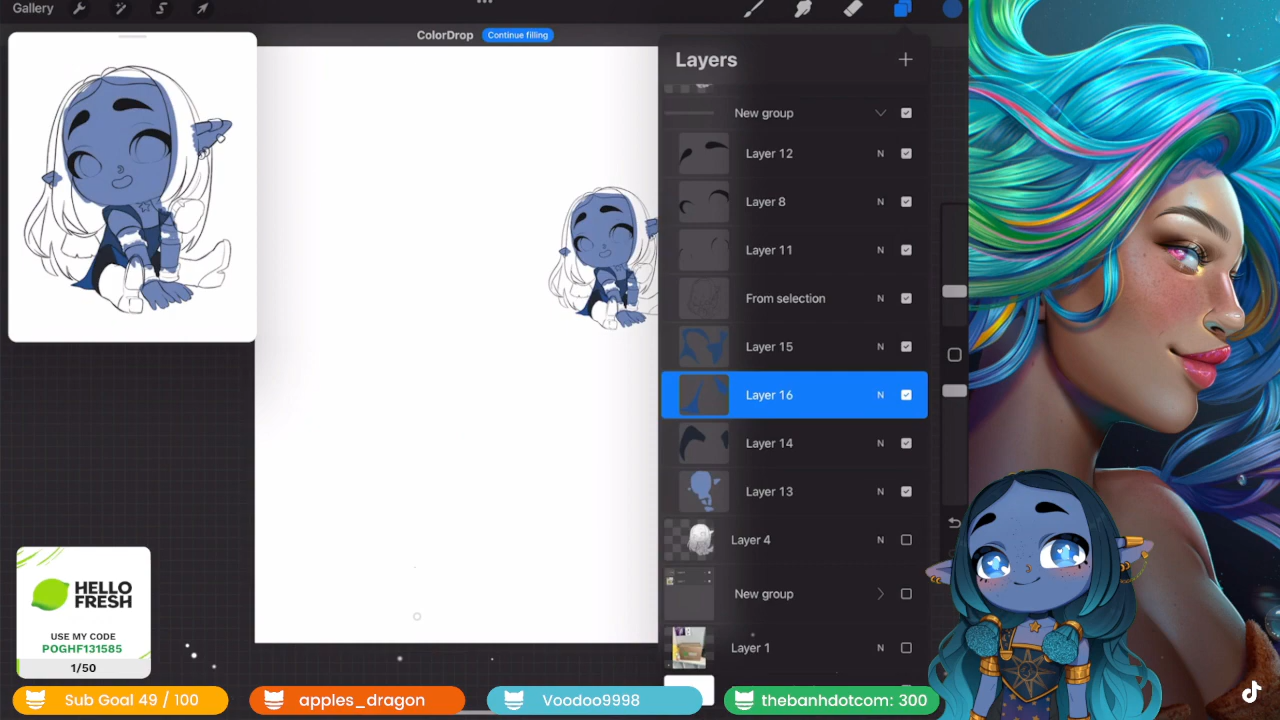 Gallery
ColorDrop
Continue filling
Layers
New group
Layer 12
N
Layer 8
N
Layer 11
N
From selection
N
Layer 15
N
Layer 16
N
Layer 14
N
Layer 13
N
Layer 4
N
New group
Layer 1
N
HELLO
FRESH
USE MY CODE
POGHF131585
1/50
Sub Goal 49 / 100
apples_dragon
Voodoo9998
thebanhdotcom: 300